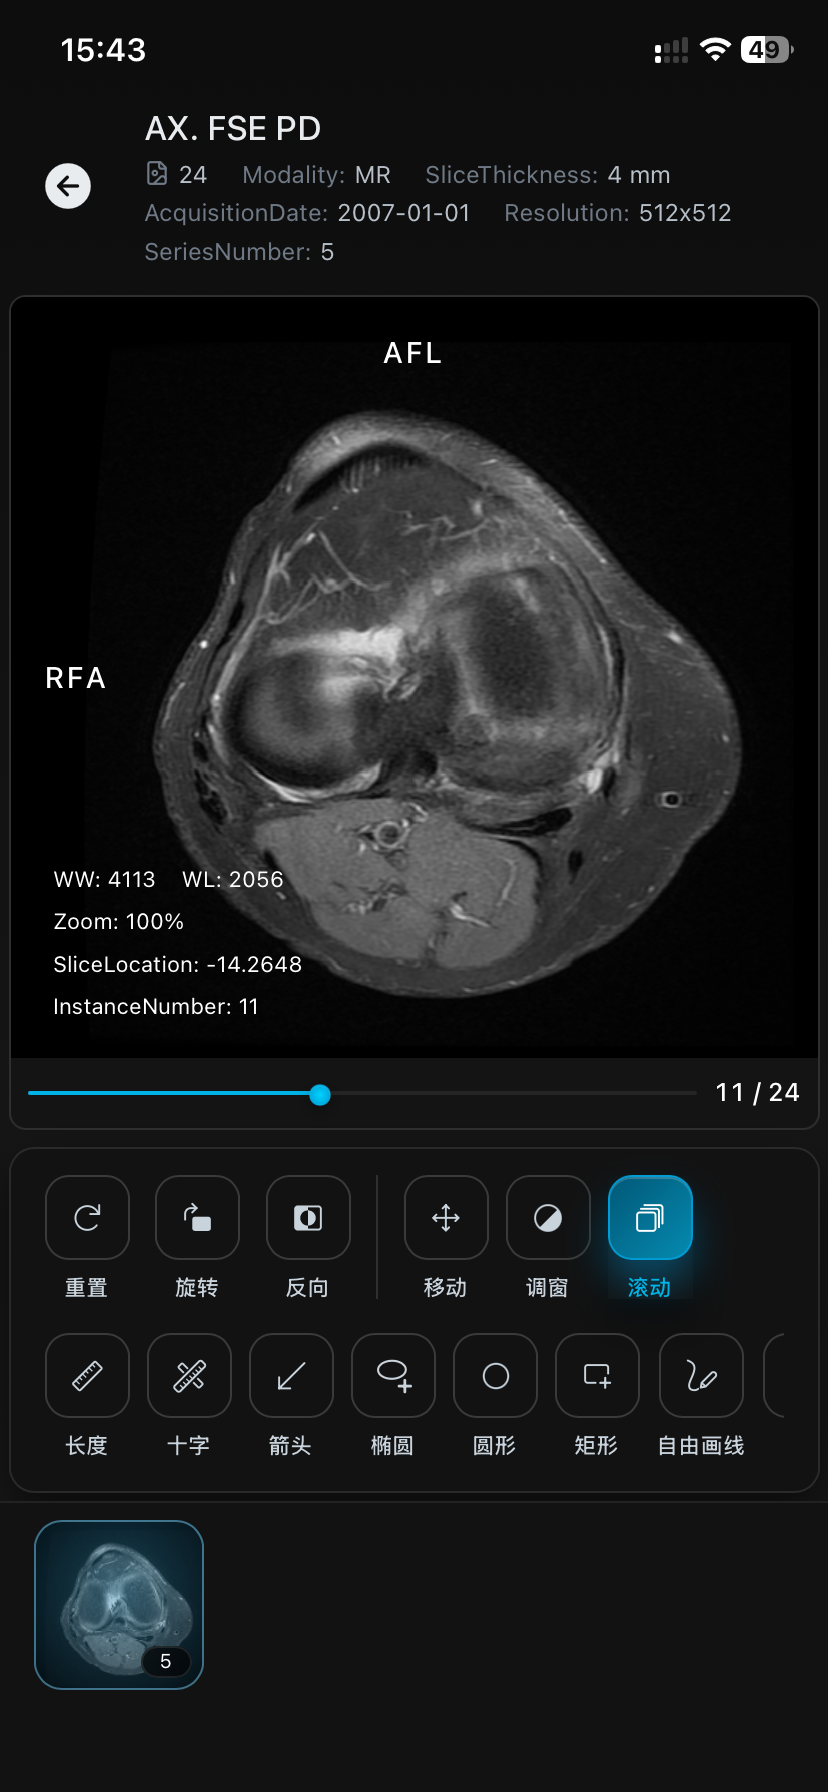 15:43
49
AX. FSE PD
24 Modality: MR SliceThickness: 4 mm
AcquisitionDate: 2007-01-01 Resolution: 512x512
SeriesNumber: 5
AFL
RFA
WW: 4113 WL: 2056
Zoom: 100%
SliceLocation: -14.2648
InstanceNumber: 11
11 / 24
重置 旋转 反向 移动 调窗 滚动
长度 十字 箭头 椭圆 圆形 矩形 自由画线
5